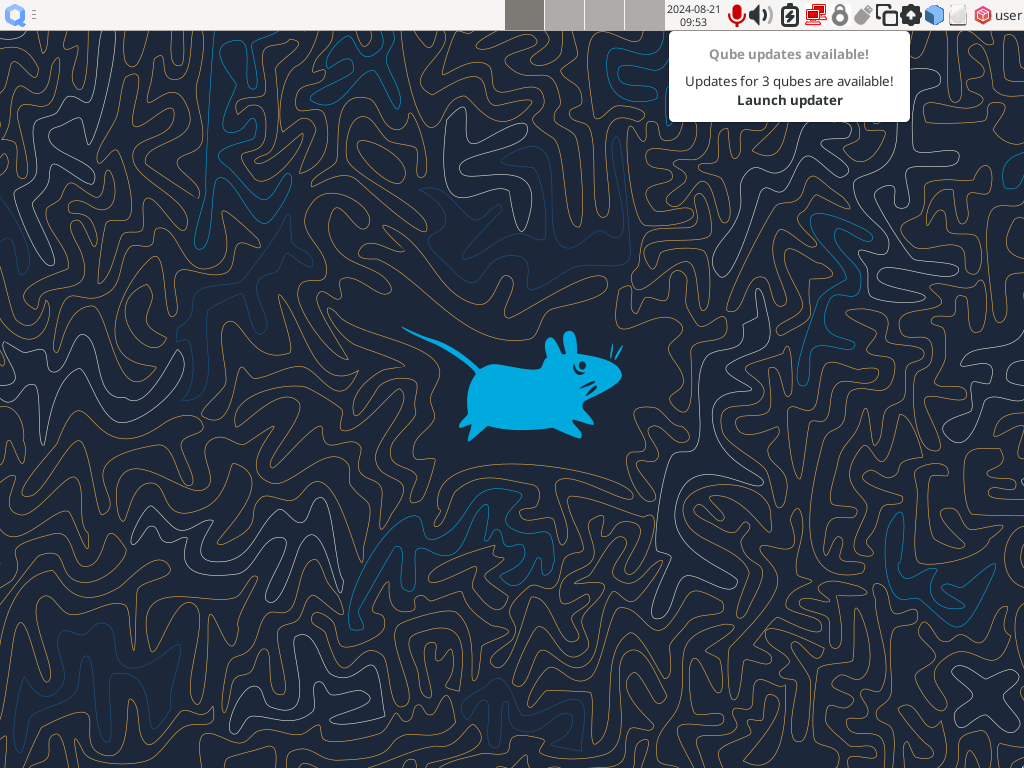 2024-08-21
09:53
user
Qube updates available!
Updates for 3 qubes are available!
Launch updater